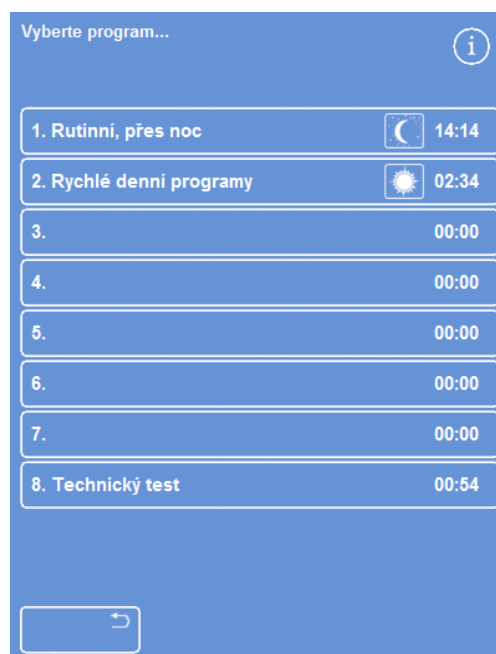 Vyberte program...
i
1. Rutinní, přes noc 14:14
2. Rychlé denní programy 02:34
3. 00:00
4. 00:00
5. 00:00
6. 00:00
7. 00:00
8. Technický test 00:54